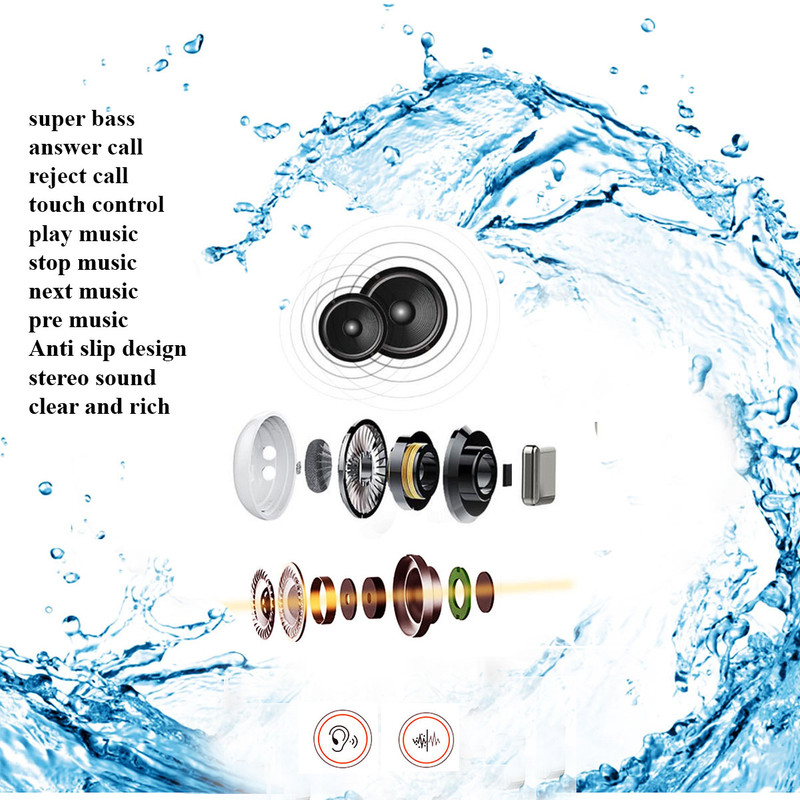 super bass
answer call
reject call
touch control
play music
stop music
next music
pre music
Anti slip design
stereo sound
clear and rich